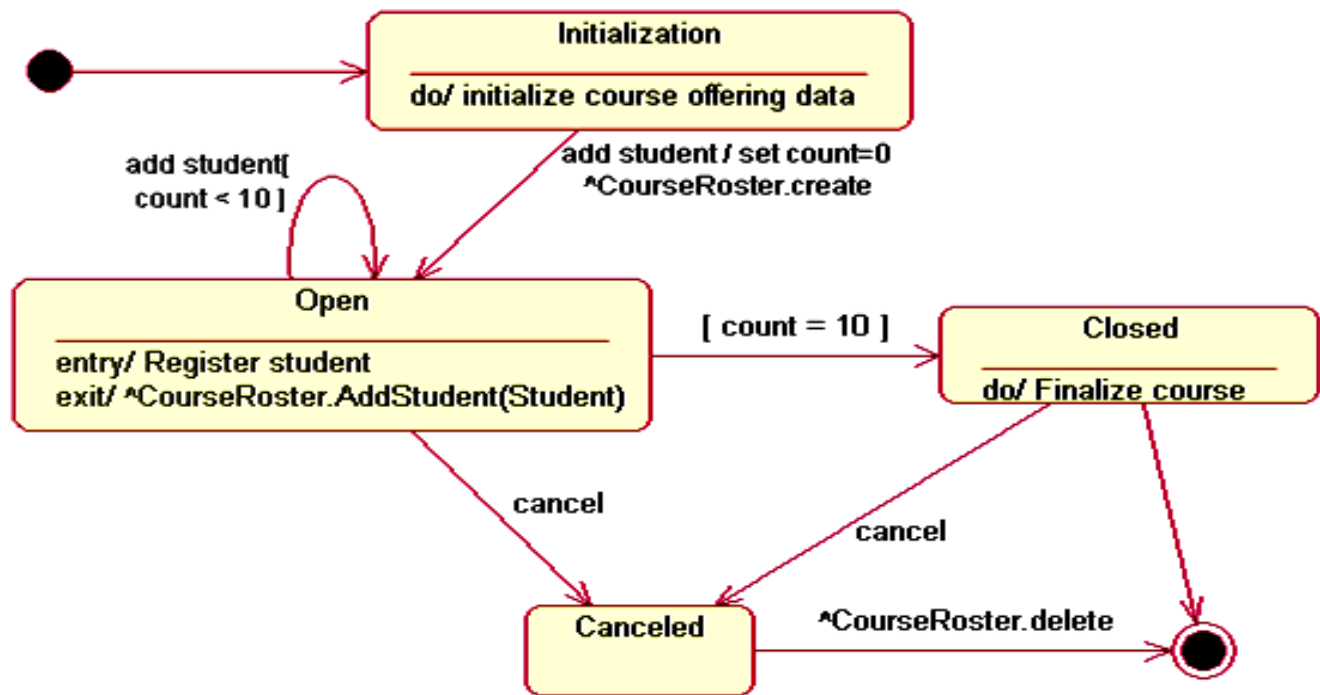 Initialization
do/ initialize course offering data
add student[
count < 10 ]
add student / set count=0
^CourseRoster.create
Open
entry/ Register student
exit/ ^CourseRoster.AddStudent(Student)
[ count = 10 ]
Closed
do/ Finalize course
cancel
cancel
Canceled
^CourseRoster.delete